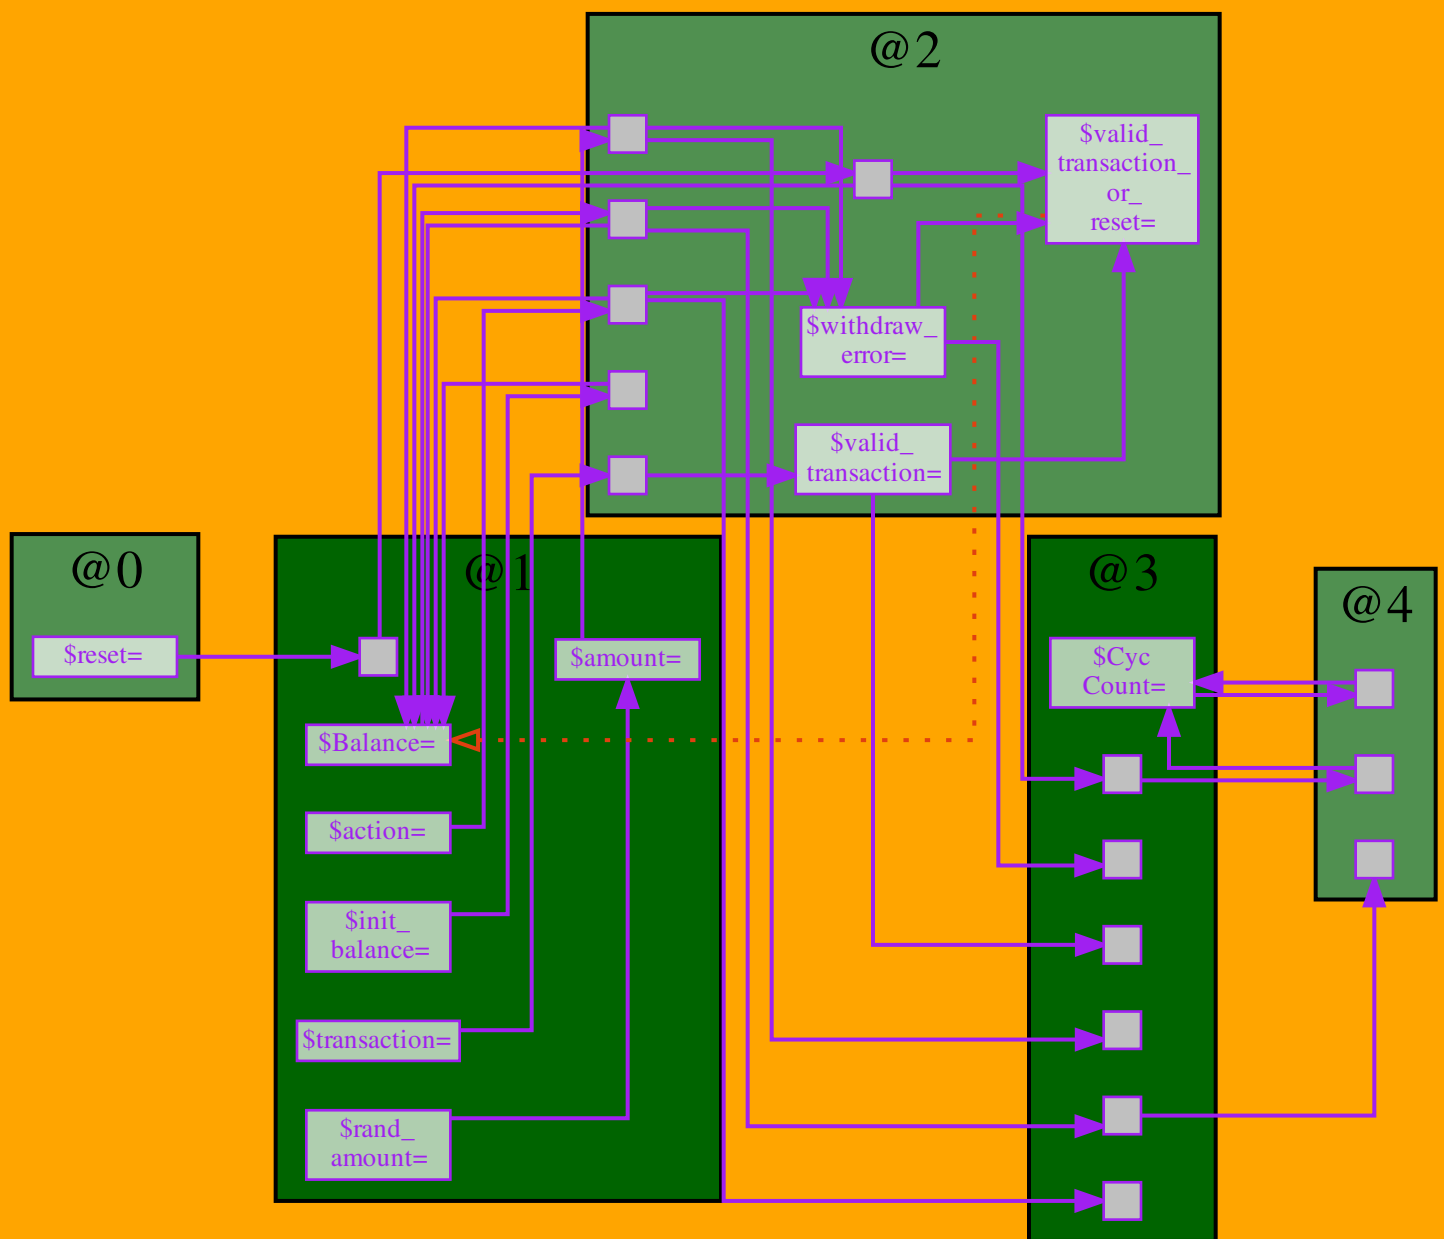 @2
$valid_
transaction_
or_
reset=
$withdraw_
error=
$valid_
transaction=
@0
$reset=
@1
$amount=
$Balance=
$action=
$init_
balance=
$transaction=
$rand_
amount=
@3
$Cyc
Count=
@4